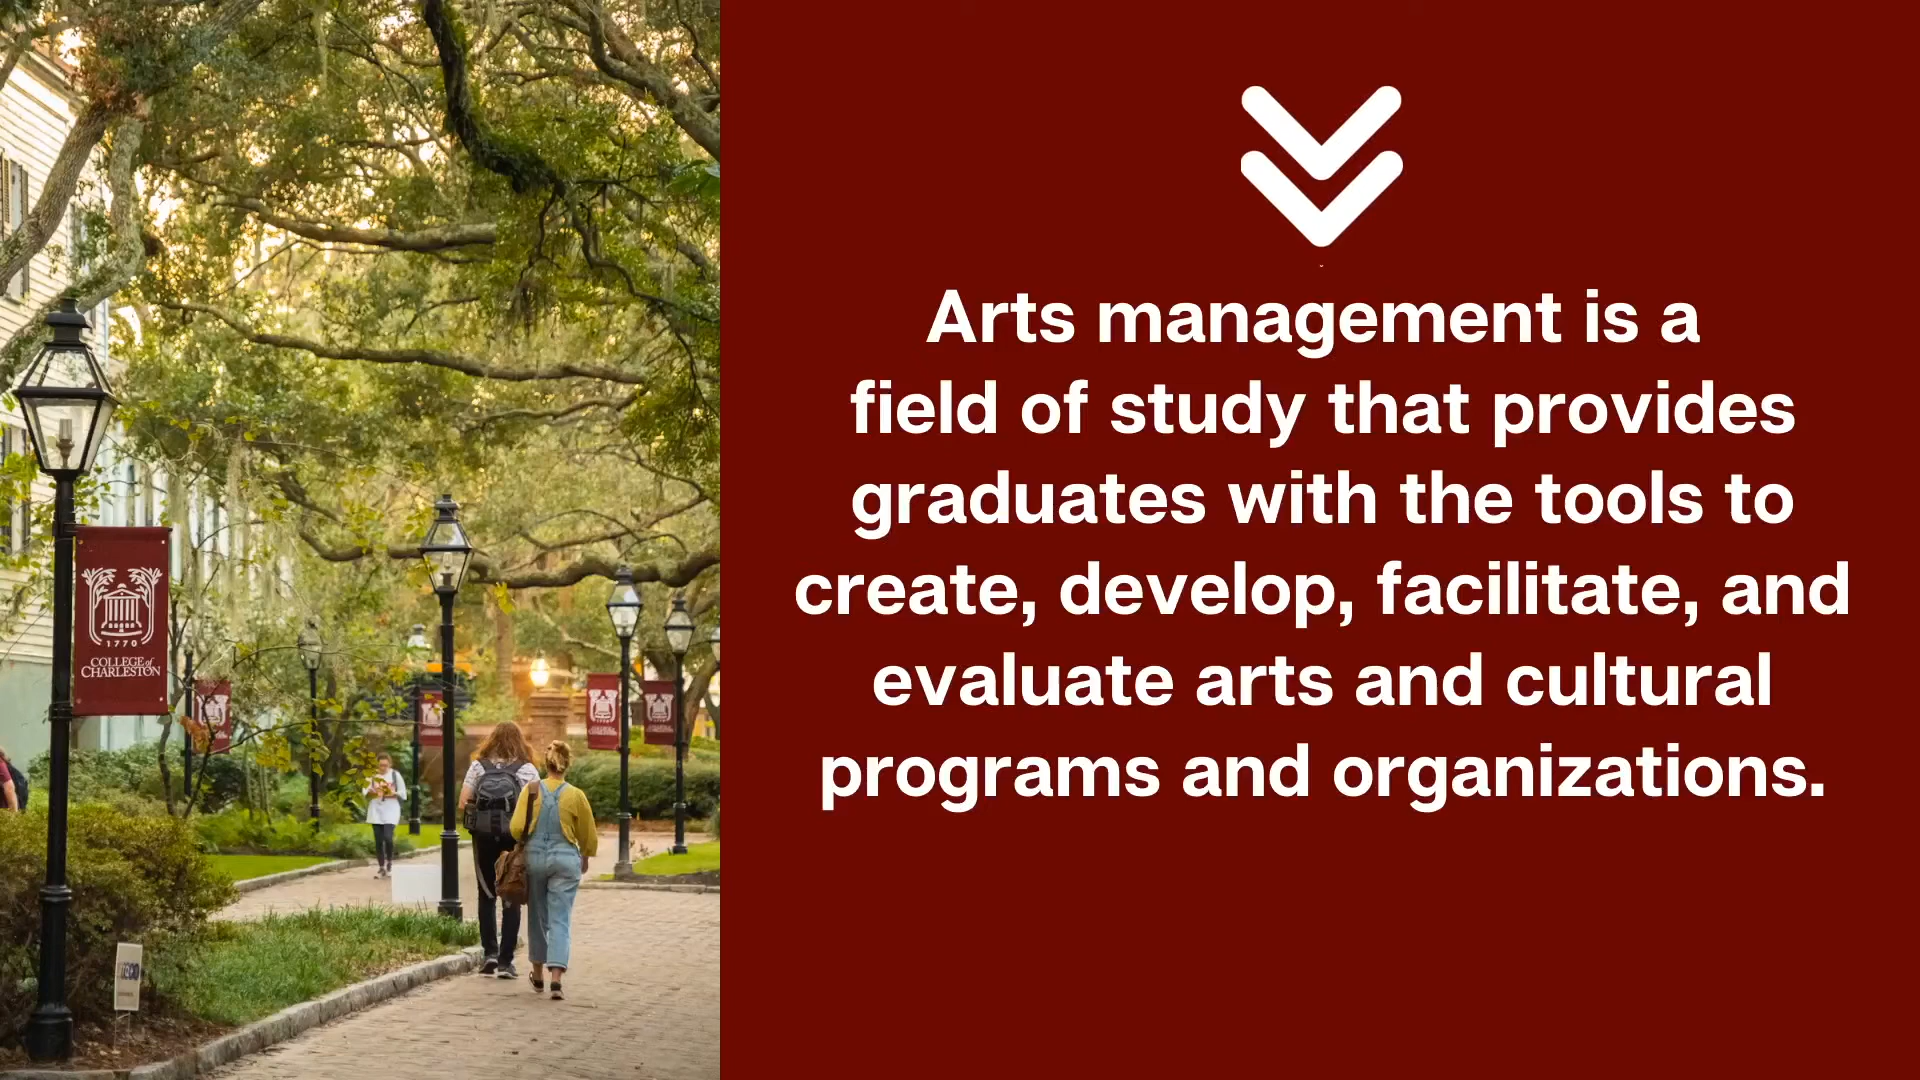 Arts management is a
field of study that provides
graduates with the tools to
create, develop, facilitate, and
evaluate arts and cultural
programs and organizations.
1770
COLLEGE of
CHARLESTON